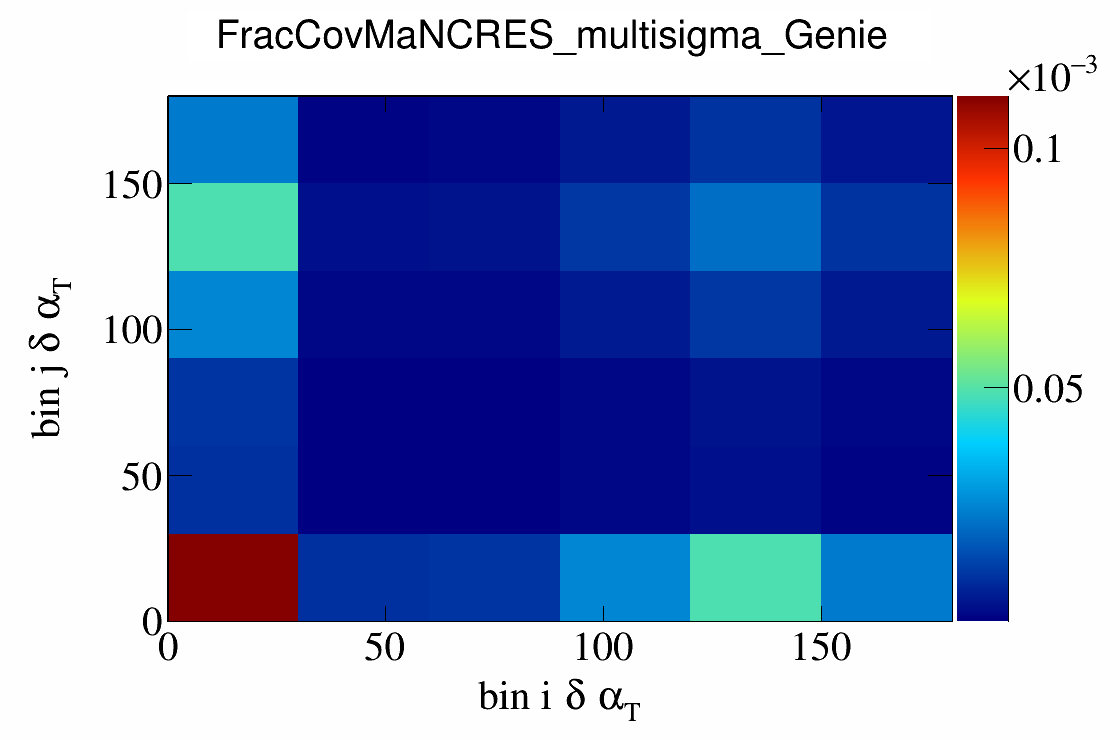 FracCovMaNCRES_multisigma_Genie
×10⁻³
0.1
0.05
150
100
50
0
0 50 100 150
bin j δ α_T
bin i δ α_T